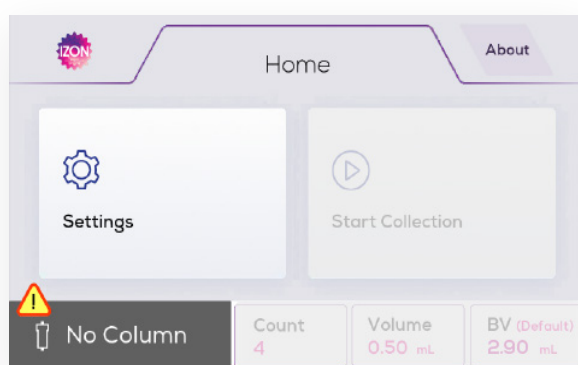 IZON
Home
About
Settings
Start Collection
No Column
Count
4
Volume
0.50 mL
BV (Default)
2.90 mL